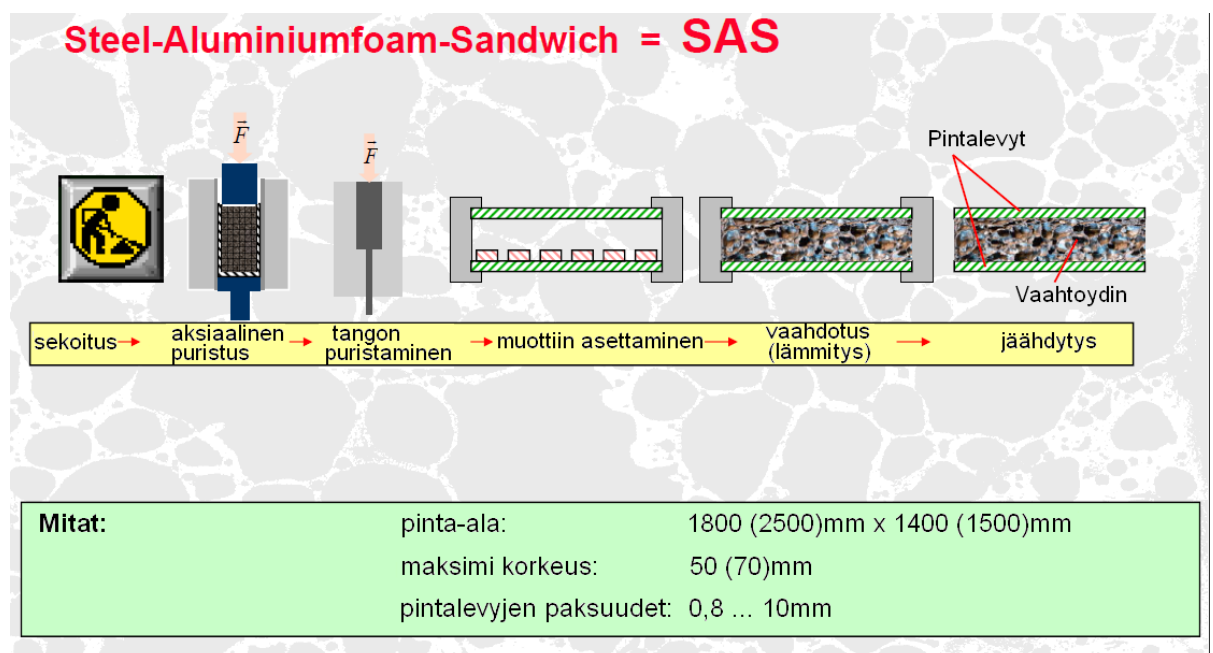 Steel-Aluminiumfoam-Sandwich = SAS
F
F
Pintalevyt
Vaahtoydin
sekoitus
aksiaalinen
puristus
tangon
puristaminen
muottiin asettaminen
vaahdotus
(lämmitys)
jäähdytys
Mitat:
pinta-ala: 1800 (2500)mm x 1400 (1500)mm
maksimi korkeus: 50 (70)mm
pintalevyjen paksuudet: 0,8 ... 10mm